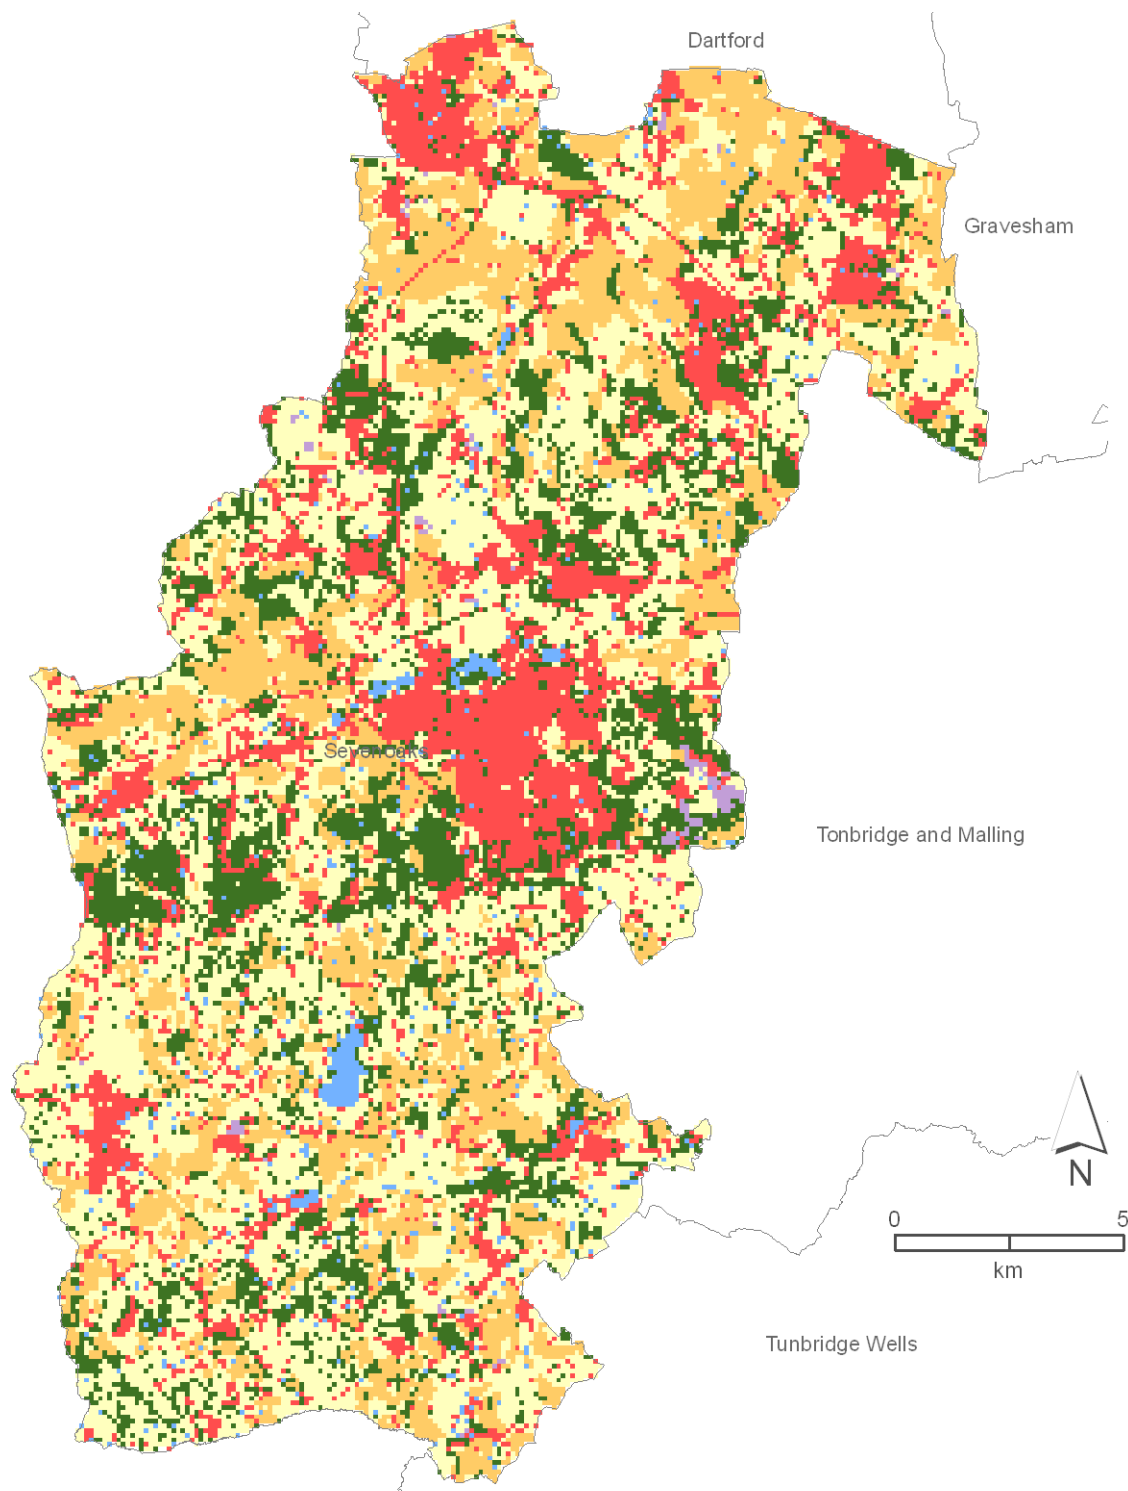 Dartford
Gravesham
Sevenoaks
Tonbridge and Malling
N
0 5
km
Tunbridge Wells